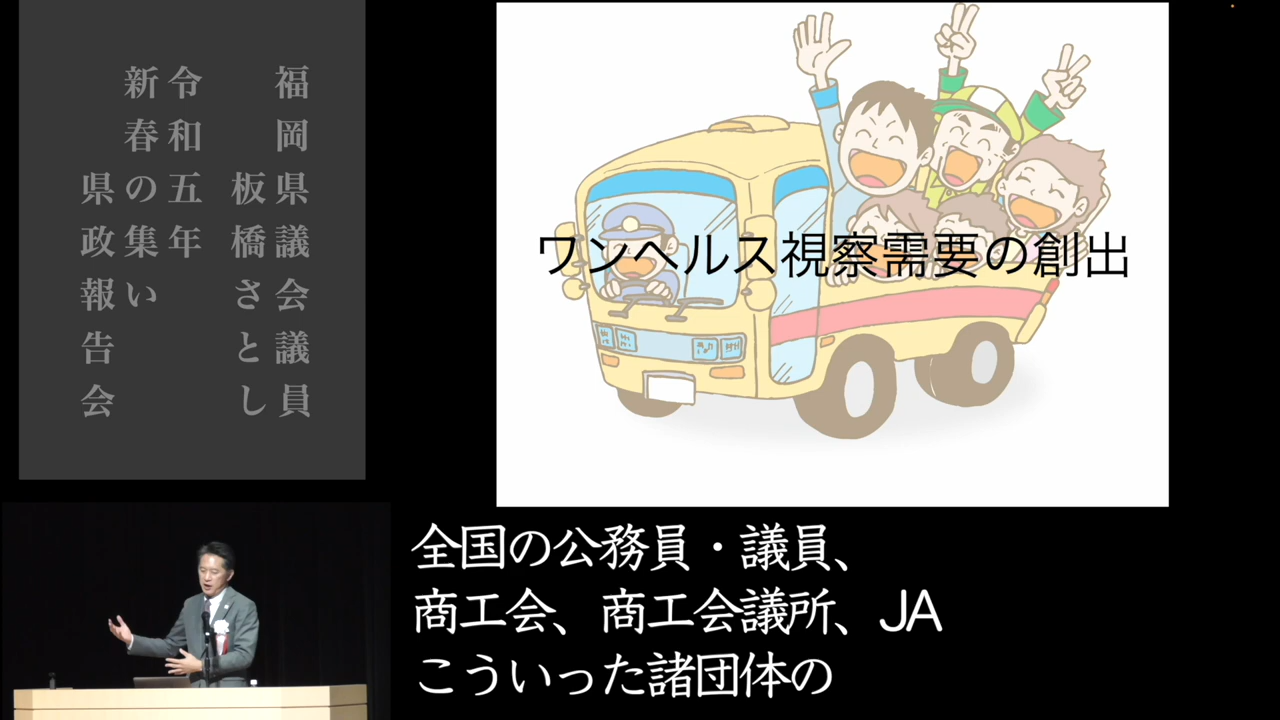 福岡県議会議員
板橋さとし
令和五年
新春の集い
県政報告会
ワンヘルス視察需要の創出
全国の公務員・議員、
商工会、商工会議所、JA
こういった諸団体の